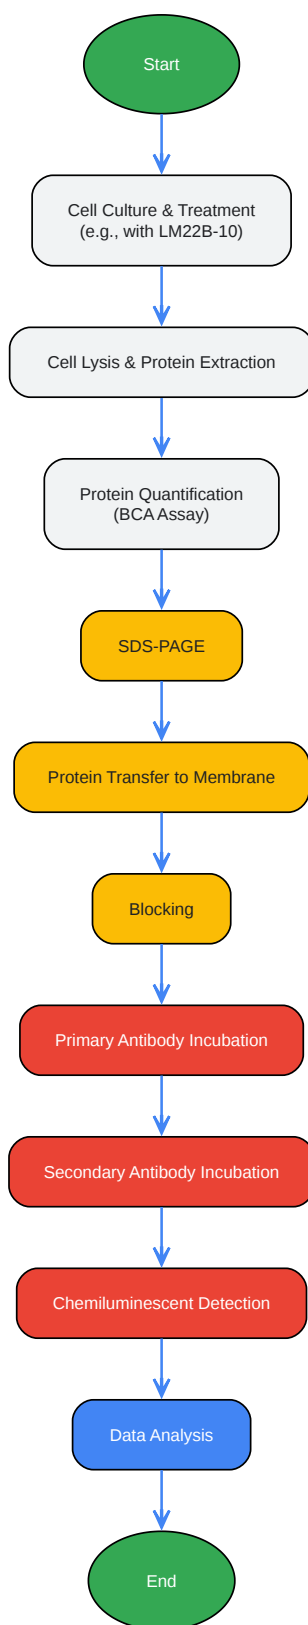 Start
Cell Culture & Treatment
(e.g., with LM22B-10)
Cell Lysis & Protein Extraction
Protein Quantification
(BCA Assay)
SDS-PAGE
Protein Transfer to Membrane
Blocking
Primary Antibody Incubation
Secondary Antibody Incubation
Chemiluminescent Detection
Data Analysis
End